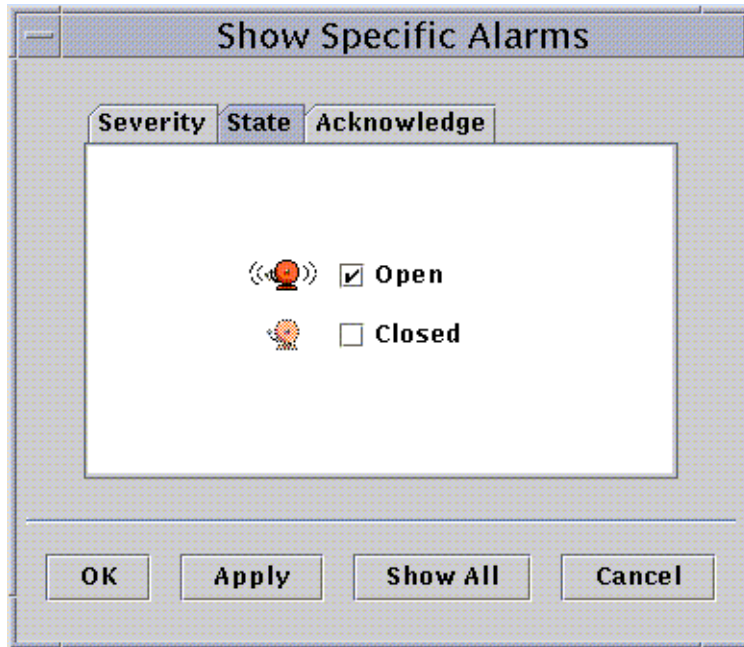 Show Specific Alarms
Severity State Acknowledge
Open
Closed
OK Apply Show All Cancel